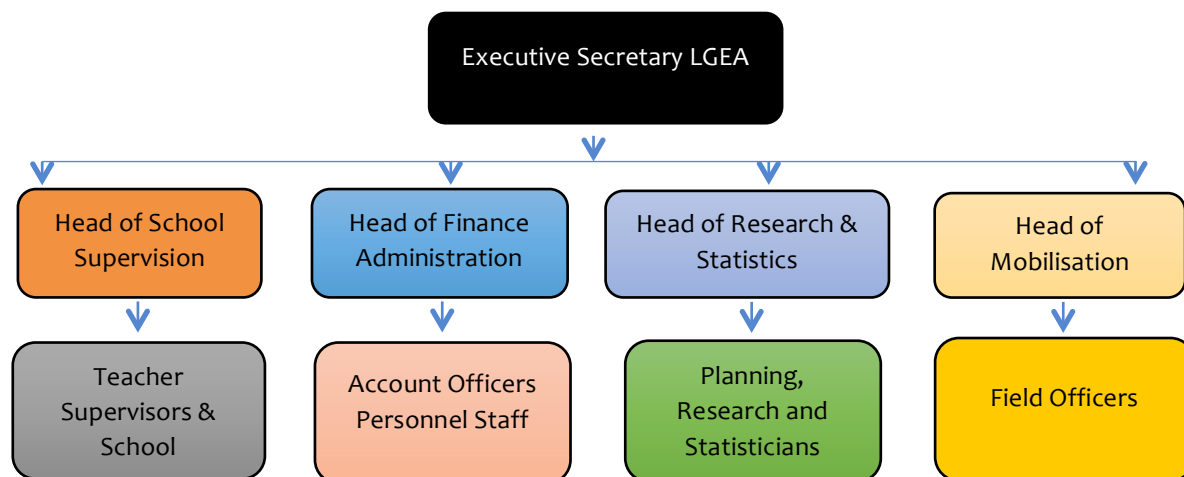 Executive Secretary LGEA
Head of School
Supervision
Head of Finance
Administration
Head of Research &
Statistics
Head of
Mobilisation
Teacher
Supervisors &
School
Account Officers
Personnel Staff
Planning,
Research and
Statisticians
Field Officers